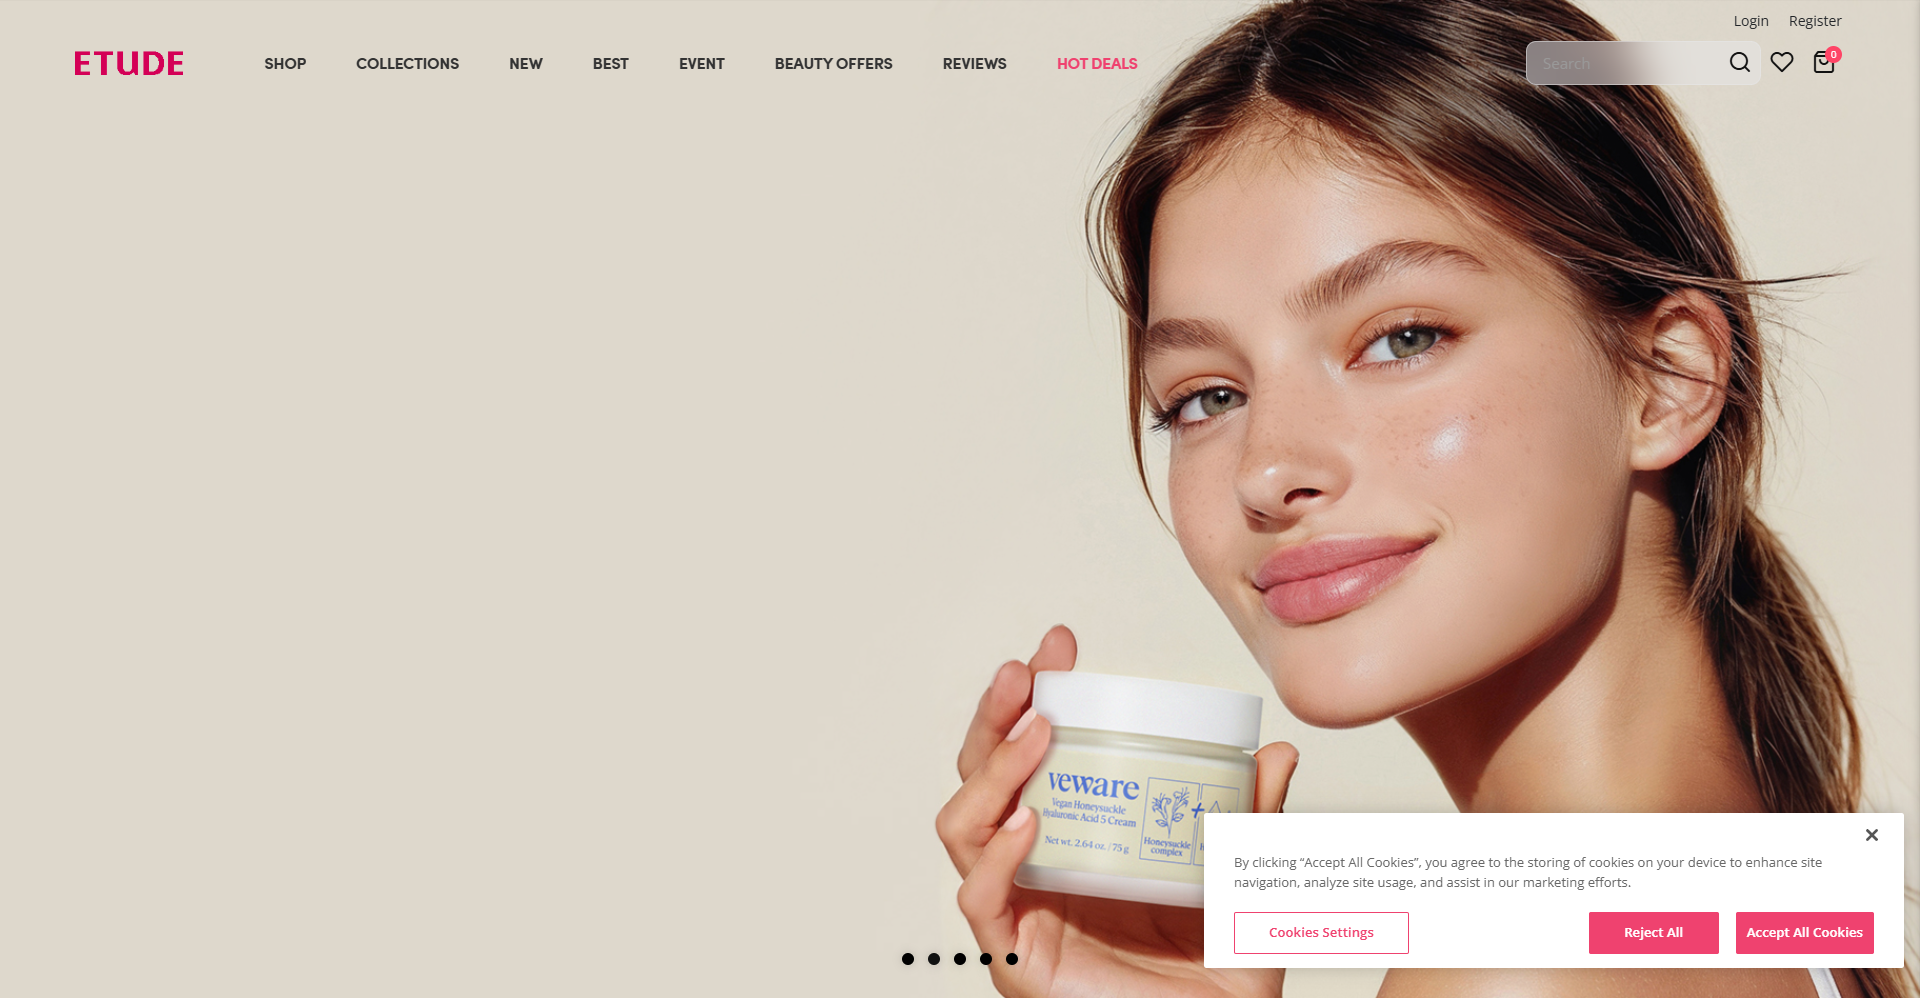 Login Register
ETUDE SHOP COLLECTIONS NEW BEST EVENT BEAUTY OFFERS REVIEWS HOT DEALS Search 0
veware
Vegan Honeysuckle
Hyaluronic Acid 5 Cream
Net wt. 2.64 oz. / 75 g
Honeysuckle
complex
+
By clicking “Accept All Cookies”, you agree to the storing of cookies on your device to enhance site
navigation, analyze site usage, and assist in our marketing efforts.
Cookies Settings Reject All Accept All Cookies